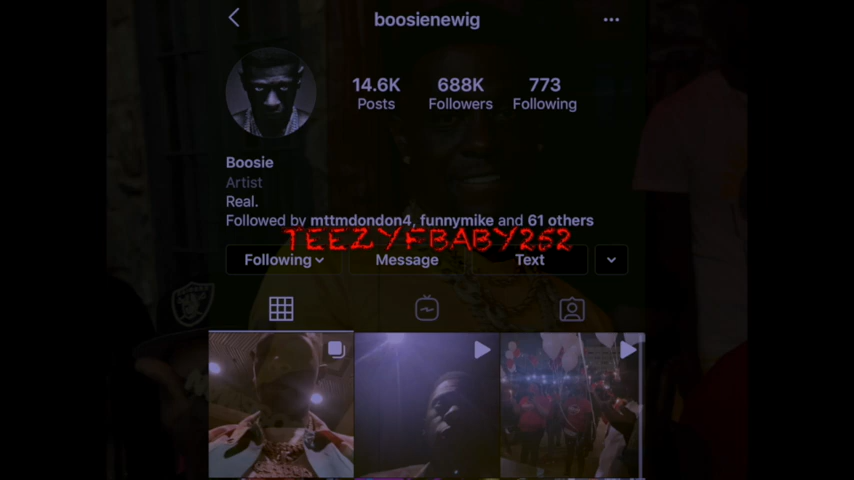 boosienewig
14.6K 688K 773
Posts Followers Following
Boosie
Artist
Real.
Followed by mttmdondon4, funnymike and 61 others
TEEZYFBABY252
Following Message Text